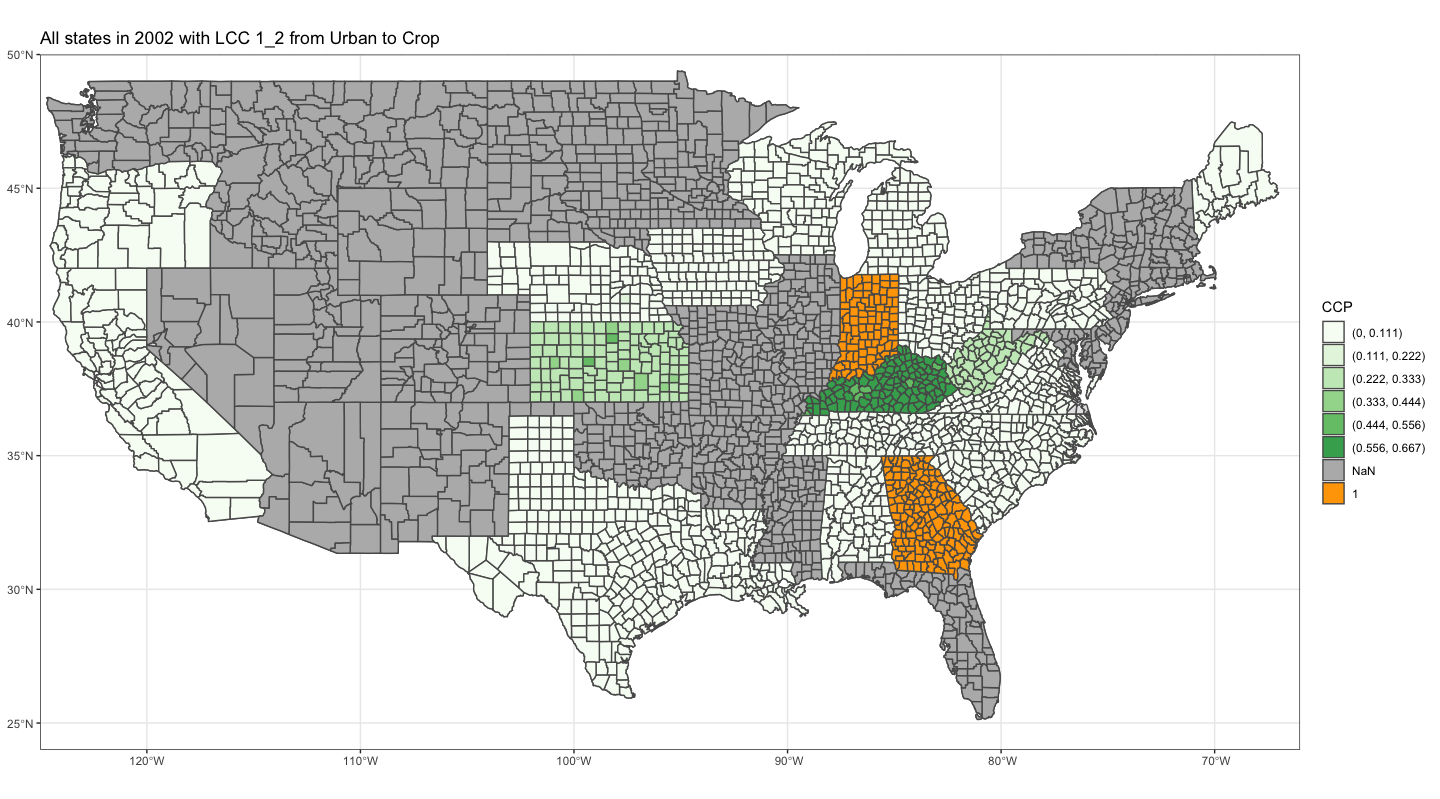 All states in 2002 with LCC 1_2 from Urban to Crop
50°N
45°N
40°N
35°N
30°N
25°N
120°W
110°W
100°W
90°W
80°W
70°W
CCP
(0, 0.111)
(0.111, 0.222)
(0.222, 0.333)
(0.333, 0.444)
(0.444, 0.556)
(0.556, 0.667)
NaN
1